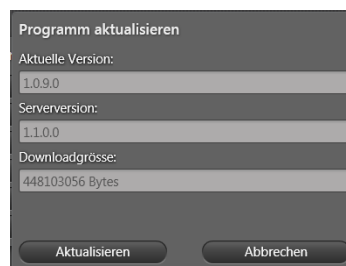 Programm aktualisieren
Aktuelle Version:
1.0.9.0
Serverversion:
1.1.0.0
Downloadgrösse:
448103056 Bytes
Aktualisieren
Abbrechen